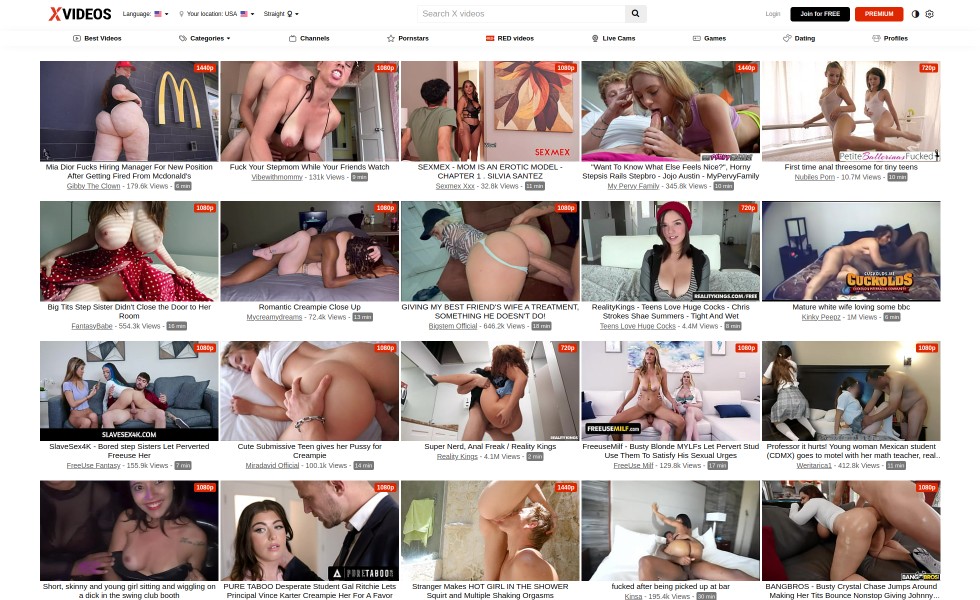 XVIDEOS
Language:
Your location: USA
Straight
Search X videos
Login
Join for FREE
PREMIUM
Best Videos
Categories
Channels
Pornstars
RED videos
Live Cams
Games
Dating
Profiles
1440p
1080p
1080p
SEXMEX
1440p
720p
PetiteBallerinasFucked
Mia Dior Fucks Hiring Manager For New Position
After Getting Fired From Mcdonald's
Gibby The Clown - 179.6k Views - 6 min
Fuck Your Stepmom While Your Friends Watch
Vibewithmommy - 131k Views - 9 min
SEXMEX - MOM IS AN EROTIC MODEL -
CHAPTER 1 . SILVIA SANTEZ
Sexmex Xxx - 32.8k Views - 11 min
"Want To Know What Else Feels Nice?", Horny
Stepsis Rails Stepbro - Jojo Austin - MyPervyFamily
My Pervy Family - 345.8k Views - 10 min
First time anal threesome for tiny teens
Nubiles Porn - 10.7M Views - 10 min
1080p
1080p
1080p
720p
REALITYKINGS.COM/FREE
CUCKOLDS
Big Tits Step Sister Didn't Close the Door to Her
Room
FantasyBabe - 554.3k Views - 16 min
Romantic Creampie Close Up
Mycreamydreams - 72.4k Views - 13 min
GIVING MY BEST FRIEND'S WIFE A TREATMENT,
SOMETHING HE DOESN'T DO!
Bigstem Official - 646.2k Views - 18 min
RealityKings - Teens Love Huge Cocks - Chris
Strokes Shae Summers - Tight And Wet
Teens Love Huge Cocks - 4.4M Views - 8 min
Mature white wife loving some bbc
Kinky Peepz - 1M Views - 6 min
1080p
SLAVESEX4K.COM
1080p
720p
REALITYKINGS
1080p
FREEUSEMILF.com
1080p
SlaveSex4K - Bored step Sisters Let Perverted
Freeuse Her
FreeUse Fantasy - 155.9k Views - 7 min
Cute Submissive Teen gives her Pussy for
Creampie
Miradavid Official - 100.1k Views - 14 min
Super Nerd, Anal Freak / Reality Kings
Reality Kings - 4.1M Views - 2 min
FreeuseMilf - Busty Blonde MYLFs Let Pervert Stud
Use Them To Satisfy His Sexual Urges
FreeUse Milf - 129.8k Views - 17 min
Professor it hurts! Young woman Mexican student
(CDMX) goes to motel with her math teacher, real..
Wentarica1 - 412.8k Views - 11 min
1080p
1080p
PURETABOO
1440p
1080p
1080p
BANGBROS
Short, skinny and young girl sitting and wiggling on
a dick in the swing club booth
PURE TABOO Desperate Student Gal Ritchie Lets
Principal Vince Karter Creampie Her For A Favor
Stranger Makes HOT GIRL IN THE SHOWER
Squirt and Multiple Shaking Orgasms
fucked after being picked up at bar
Kinsa - 195.4k Views - 30 min
BANGBROS - Busty Crystal Chase Jumps Around
Making Her Tits Bounce Nonstop Giving Johnny…